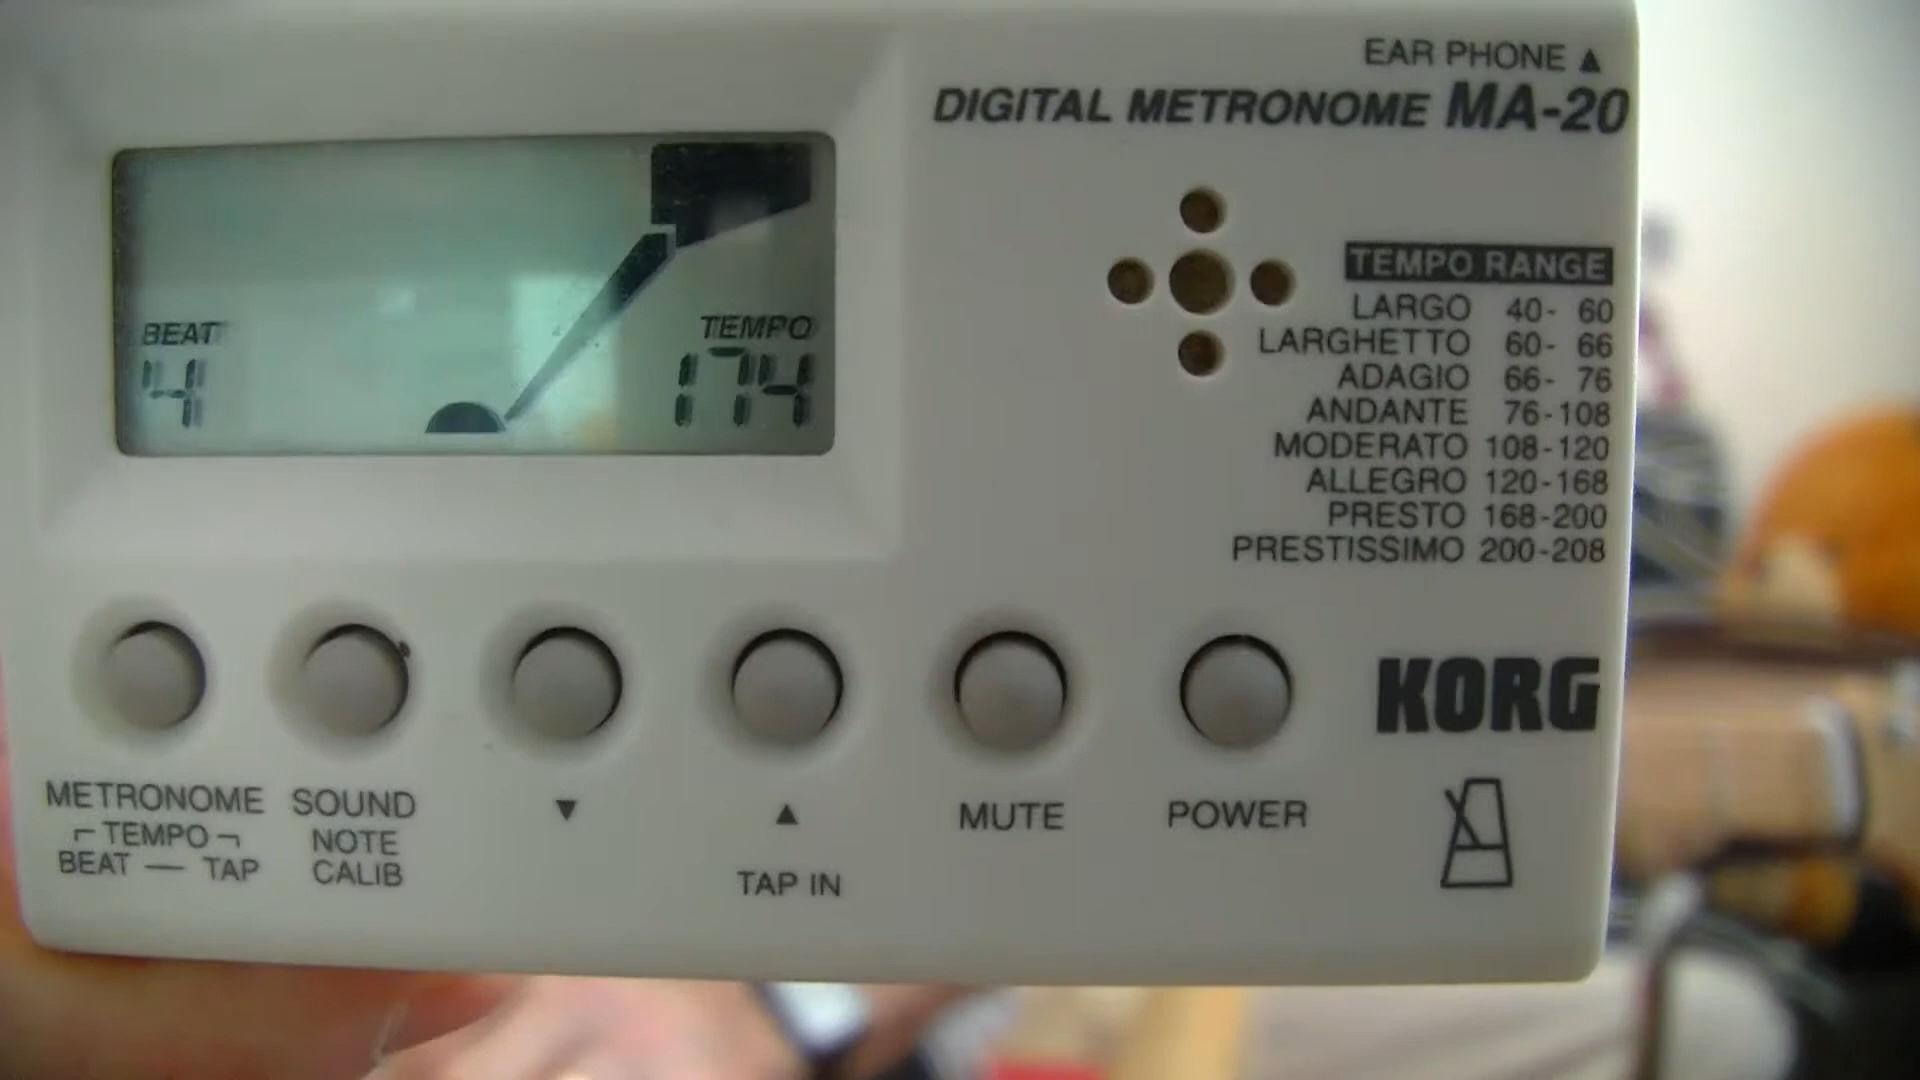 EAR PHONE ▲
DIGITAL METRONOME MA-20
BEAT
4
TEMPO
174
TEMPO RANGE
LARGO 40- 60
LARGHETTO 60- 66
ADAGIO 66- 76
ANDANTE 76-108
MODERATO 108-120
ALLEGRO 120-168
PRESTO 168-200
PRESTISSIMO 200-208
KORG
METRONOME
TEMPO
BEAT — TAP
SOUND
NOTE
CALIB
▼
▲
TAP IN
MUTE
POWER